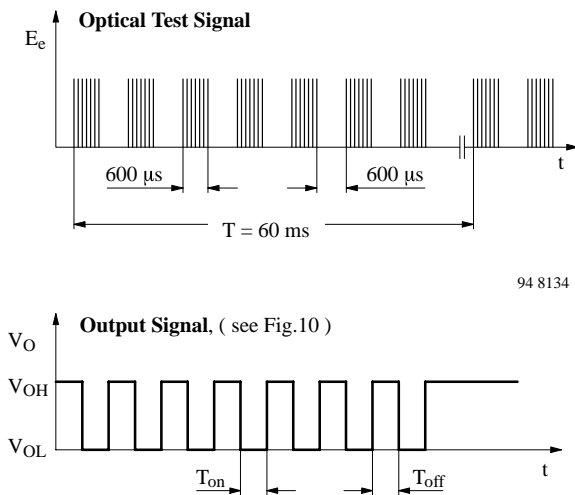 Optical Test Signal
Ee
600 µs
600 µs
t
T = 60 ms
94 8134
Output Signal, ( see Fig.10 )
VO
VOH
VOL
Ton
Toff
t